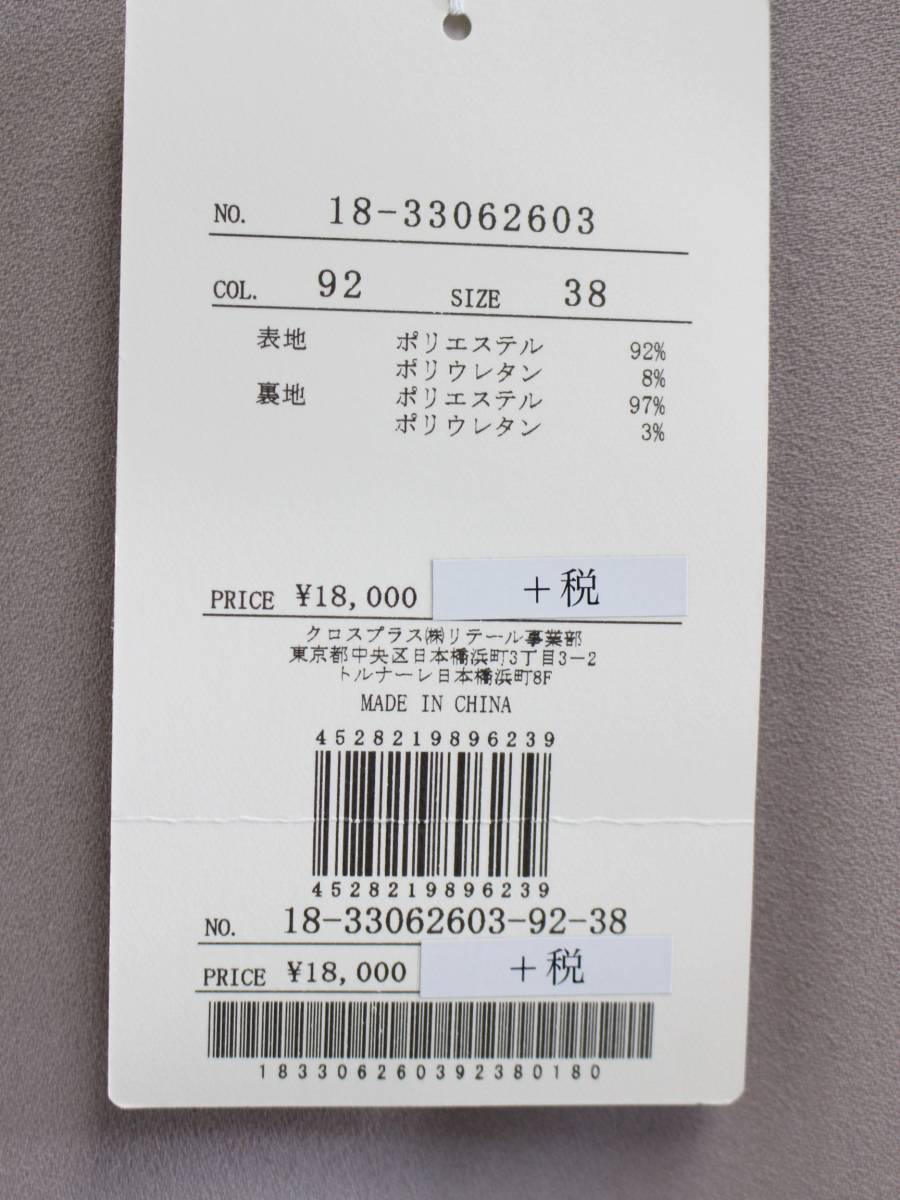 NO. 18-33062603
COL. 92 SIZE 38
表地 ポリエステル 92%
ポリウレタン 8%
裏地 ポリエステル 97%
ポリウレタン 3%
PRICE ¥18,000 +税
クロスプラス㈱リテール事業部
東京都中央区日本橋浜町3丁目3-2
トルナーレ日本橋浜町8F
MADE IN CHINA
4528219896239
4528219896239
NO. 18-33062603-92-38
PRICE ¥18,000 +税
18330626039238​0180